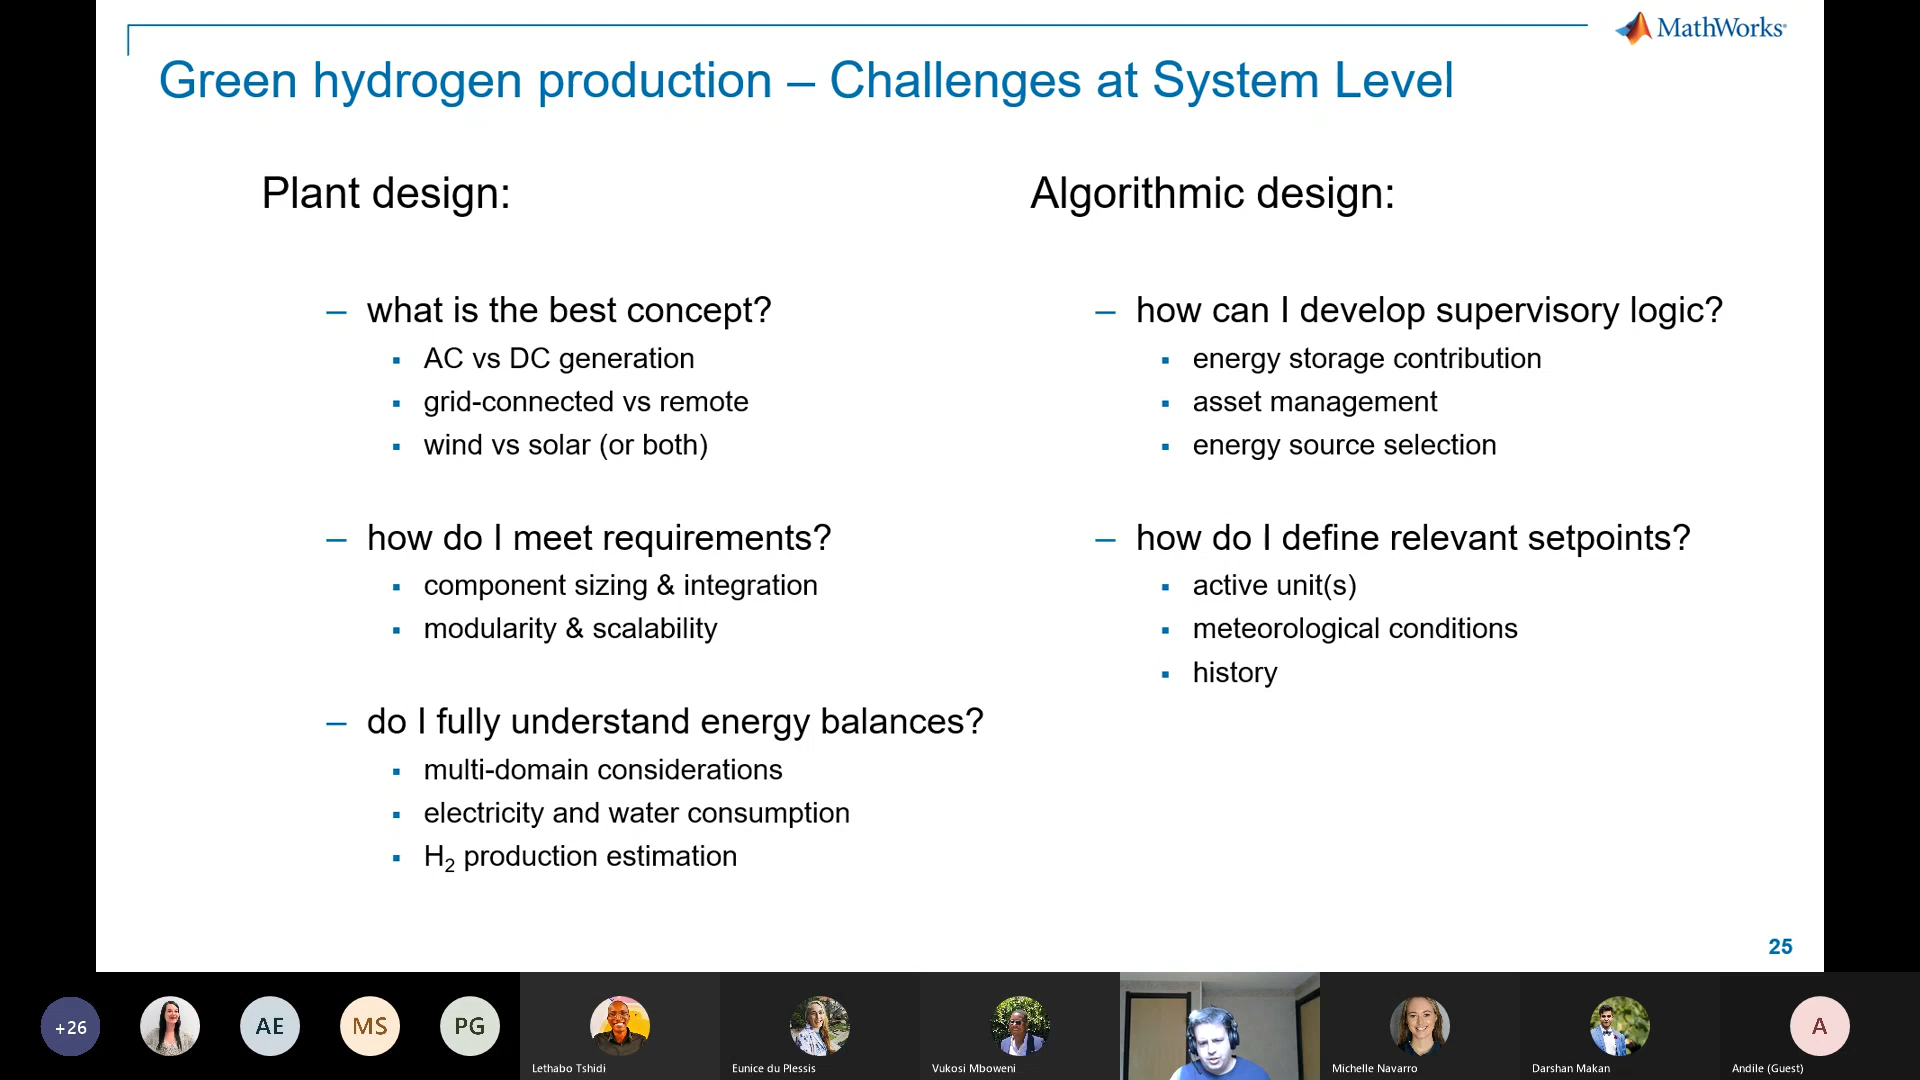 MathWorks®
Green hydrogen production – Challenges at System Level
Plant design:
– what is the best concept?
▪ AC vs DC generation
▪ grid-connected vs remote
▪ wind vs solar (or both)
– how do I meet requirements?
▪ component sizing & integration
▪ modularity & scalability
– do I fully understand energy balances?
▪ multi-domain considerations
▪ electricity and water consumption
▪ H₂ production estimation
Algorithmic design:
– how can I develop supervisory logic?
▪ energy storage contribution
▪ asset management
▪ energy source selection
– how do I define relevant setpoints?
▪ active unit(s)
▪ meteorological conditions
▪ history
25
+26
AE
MS
PG
A
Lethabo Tshidi
Eunice du Plessis
Vukosi Mboweni
Michelle Navarro
Darshan Makan
Andile (Guest)